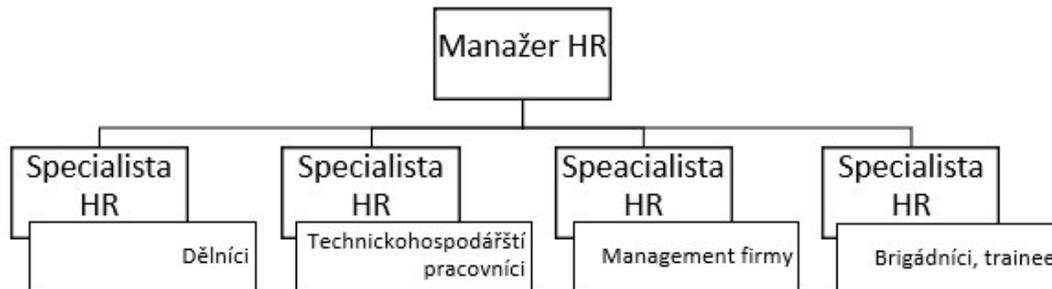 Manažer HR
Specialista
HR
Specialista
HR
Speacialista
HR
Specialista
HR
Dělníci
Technickohospodářští
pracovníci
Management firmy
Brigádníci, trainee